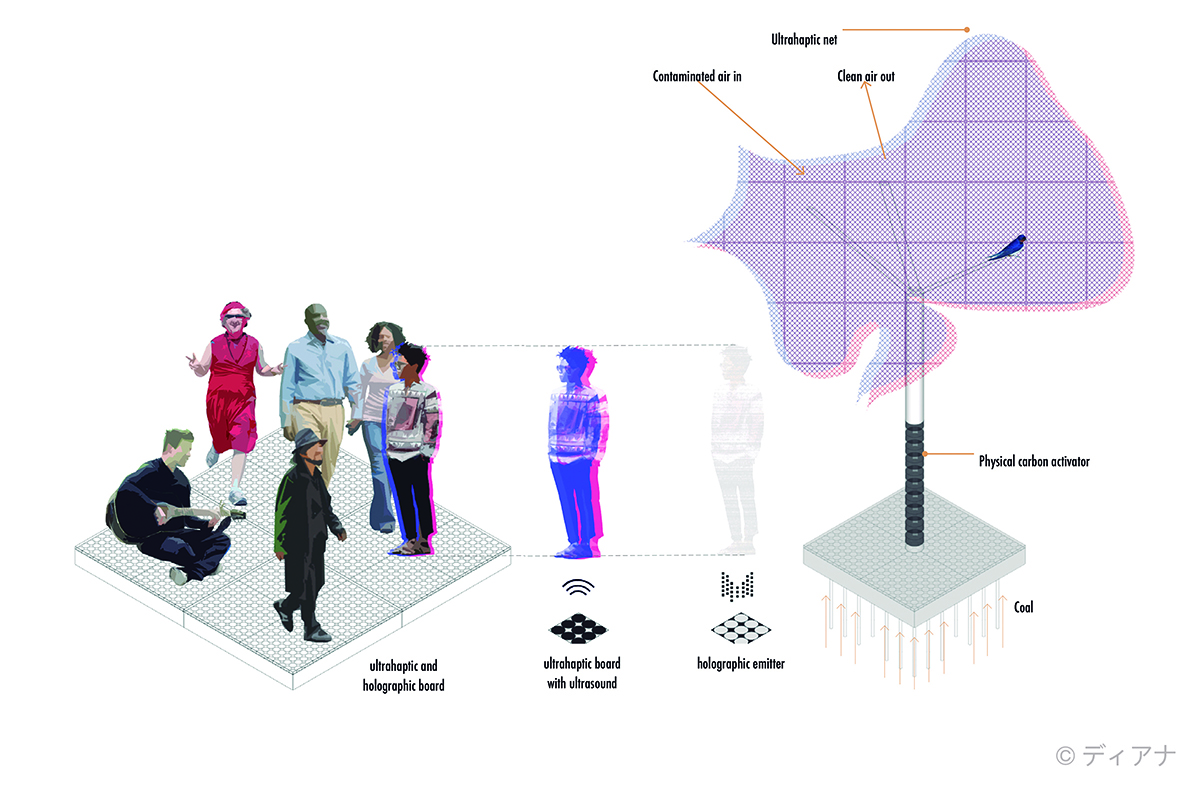 Ultrahaptic net
Contaminated air in
Clean air out
Physical carbon activator
Coal
ultrahaptic and
holographic board
ultrahaptic board
with ultrasound
holographic emitter
© ディアナ